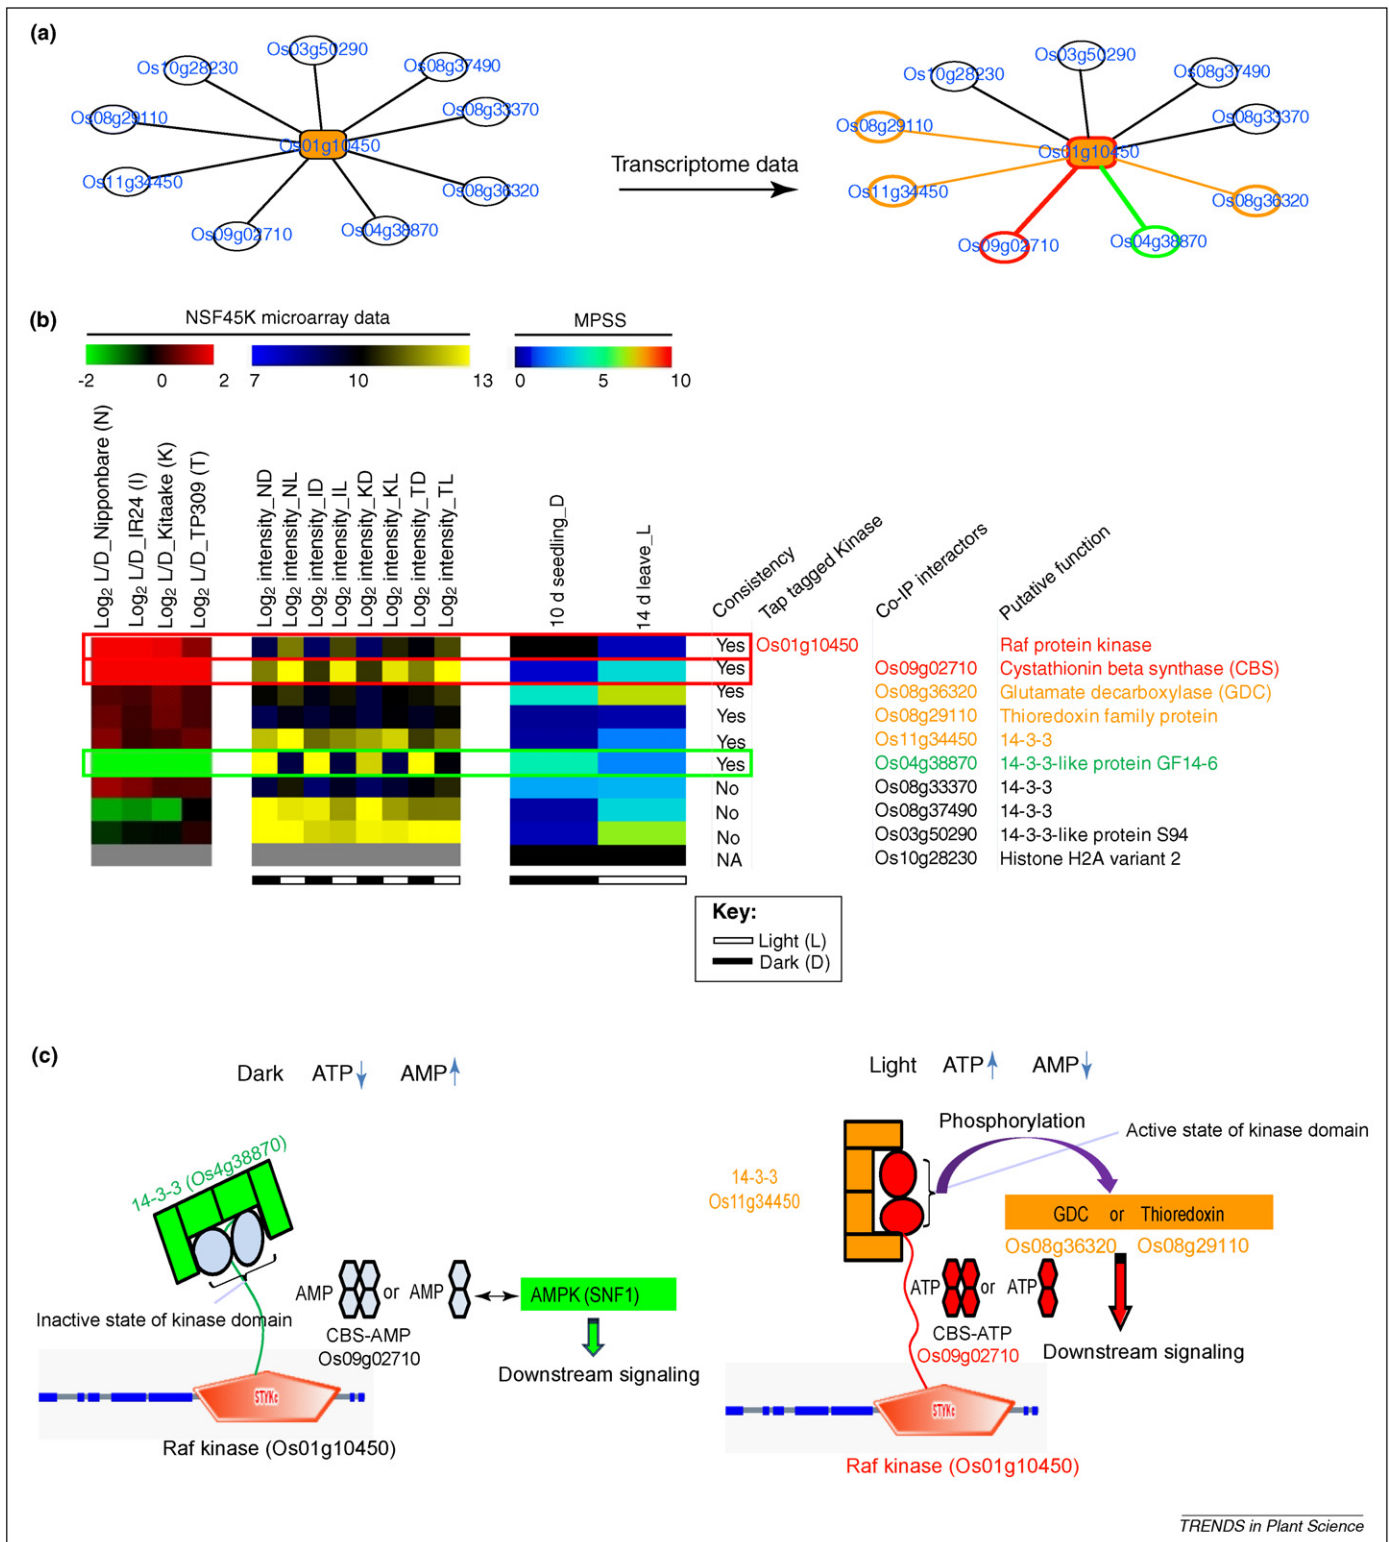 (a)
Os03g50290
Os10g28230
Os08g37490
Os08g29110
Os08g33370
Os01g10450
Os11g34450
Os08g36320
Os09g02710
Os04g38870
Transcriptome data
Os03g50290
Os10g28230
Os08g37490
Os08g29110
Os08g33370
Os01g10450
Os11g34450
Os08g36320
Os09g02710
Os04g38870
(b)
NSF45K microarray data
MPSS
-2 0 2
7 10 13
0 5 10
Log2 L/D_Nipponbare (N)
Log2 L/D_IR24 (I)
Log2 L/D_Kitaake (K)
Log2 L/D_TP309 (T)
Log2 intensity_ND
Log2 intensity_NL
Log2 intensity_ID
Log2 intensity_IL
Log2 intensity_KD
Log2 intensity_KL
Log2 intensity_TD
Log2 intensity_TL
10 d seedling_D
14 d leave_L
Consistency
Tap tagged Kinase
Co-IP interactors
Putative function
Yes Os01g10450 Raf protein kinase
Yes Os09g02710 Cystathionin beta synthase (CBS)
Yes Os08g36320 Glutamate decarboxylase (GDC)
Yes Os08g29110 Thioredoxin family protein
Yes Os11g34450 14-3-3
Yes Os04g38870 14-3-3-like protein GF14-6
No Os08g33370 14-3-3
No Os08g37490 14-3-3
No Os03g50290 14-3-3-like protein S94
NA Os10g28230 Histone H2A variant 2
Key:
Light (L)
Dark (D)
(c)
Dark ATP AMP
14-3-3 (Os4g38870)
Inactive state of kinase domain
AMP or AMP
CBS-AMP
Os09g02710
AMPK (SNF1)
Downstream signaling
STYKc
Raf kinase (Os01g10450)
Light ATP AMP
Phosphorylation
Active state of kinase domain
14-3-3
Os11g34450
GDC or Thioredoxin
Os08g36320 Os08g29110
ATP or ATP
CBS-ATP
Os09g02710
Downstream signaling
STYKc
Raf kinase (Os01g10450)
TRENDS in Plant Science